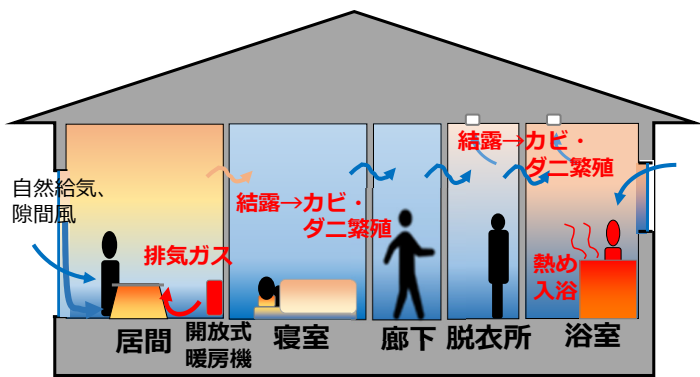 自然給気、
隙間風
排気ガス
結露→カビ・
ダニ繁殖
結露→カビ・
ダニ繁殖
熱め
入浴
居間
開放式
暖房機
寝室
廊下
脱衣所
浴室